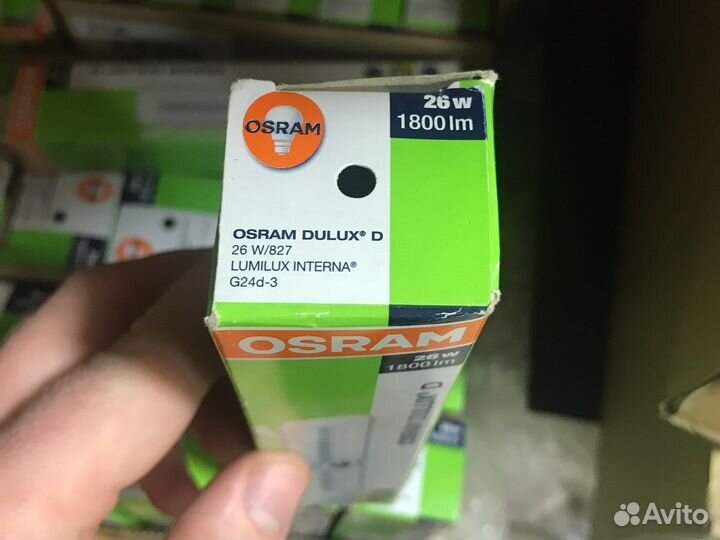 26 W
1800 lm
OSRAM
OSRAM DULUX® D
26 W/827
LUMILUX INTERNA®
G24d-3
OSRAM
26 W
1800 lm
Avito